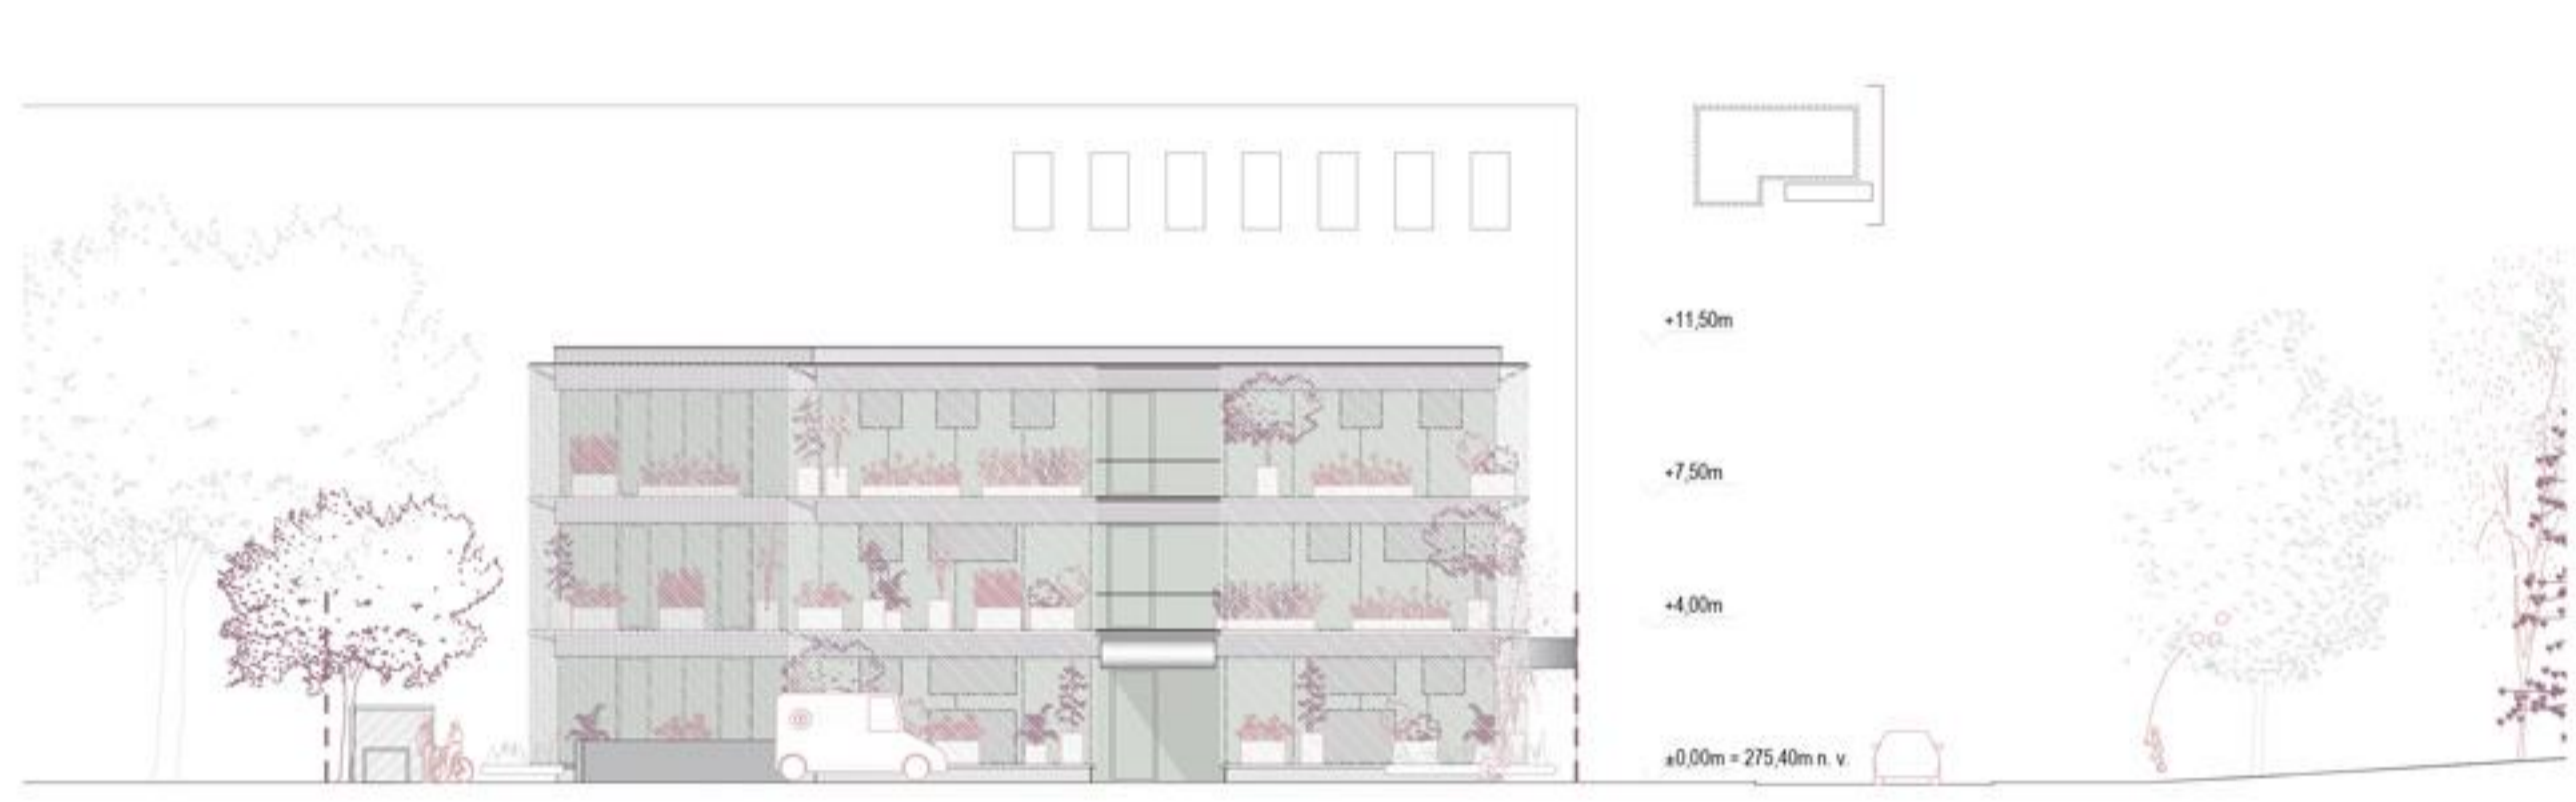 +11,50m
+7,50m
+4,00m
±0,00m = 275,40m n. v.